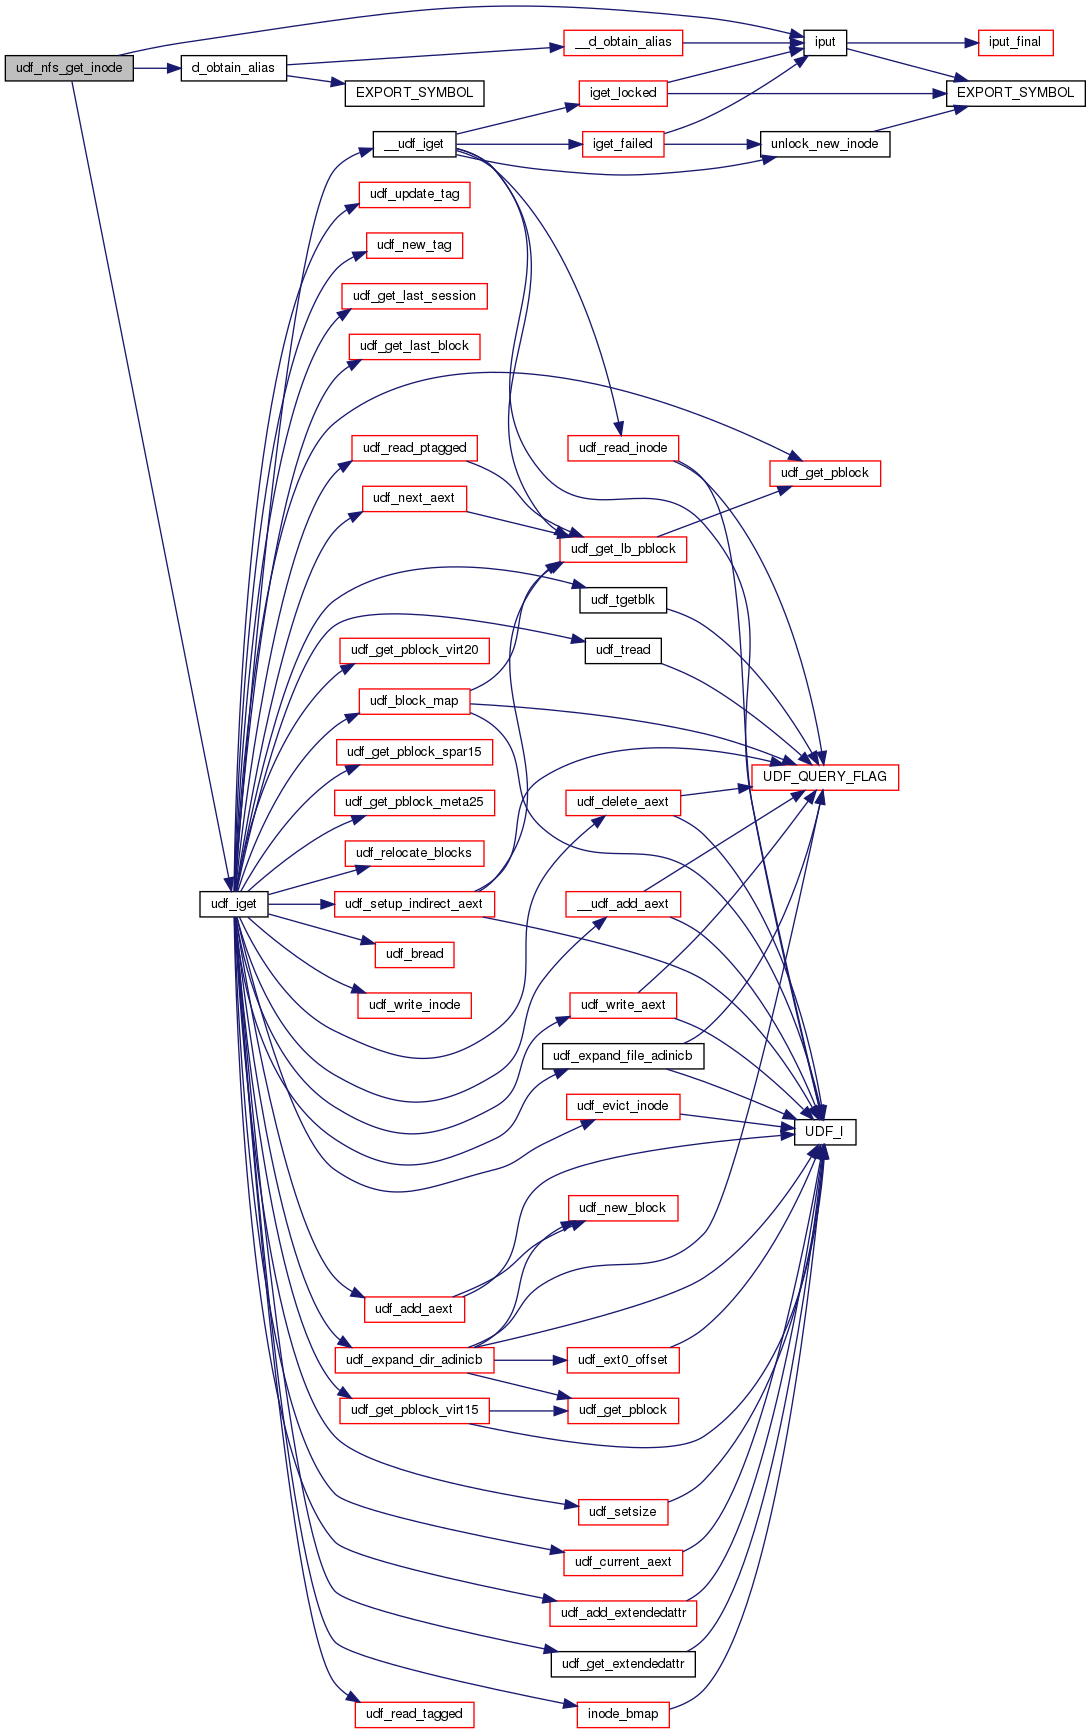 udf_nfs_get_inode
d_obtain_alias
__d_obtain_alias
iput
iput_final
EXPORT_SYMBOL
iget_locked
EXPORT_SYMBOL
__udf_iget
iget_failed
unlock_new_inode
udf_update_tag
udf_new_tag
udf_get_last_session
udf_get_last_block
udf_read_ptagged
udf_read_inode
udf_get_pblock
udf_next_aext
udf_get_lb_pblock
udf_tgetblk
udf_get_pblock_virt20
udf_tread
udf_block_map
udf_get_pblock_spar15
UDF_QUERY_FLAG
udf_get_pblock_meta25
udf_delete_aext
udf_relocate_blocks
udf_iget
udf_setup_indirect_aext
__udf_add_aext
udf_bread
udf_write_inode
udf_write_aext
udf_expand_file_adinicb
udf_evict_inode
UDF_I
udf_new_block
udf_add_aext
udf_expand_dir_adinicb
udf_ext0_offset
udf_get_pblock_virt15
udf_get_pblock
udf_setsize
udf_current_aext
udf_add_extendedattr
udf_get_extendedattr
udf_read_tagged
inode_bmap